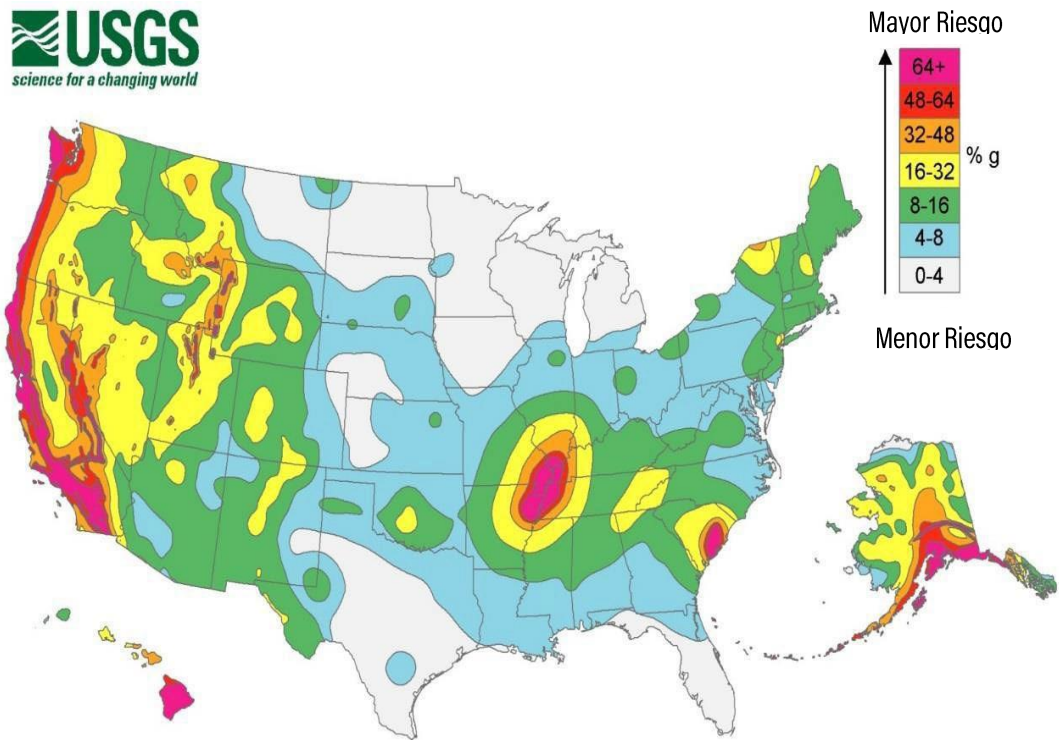 USGS
science for a changing world
Mayor Riesgo
64+
48-64
32-48
16-32
8-16
4-8
0-4
% g
Menor Riesgo